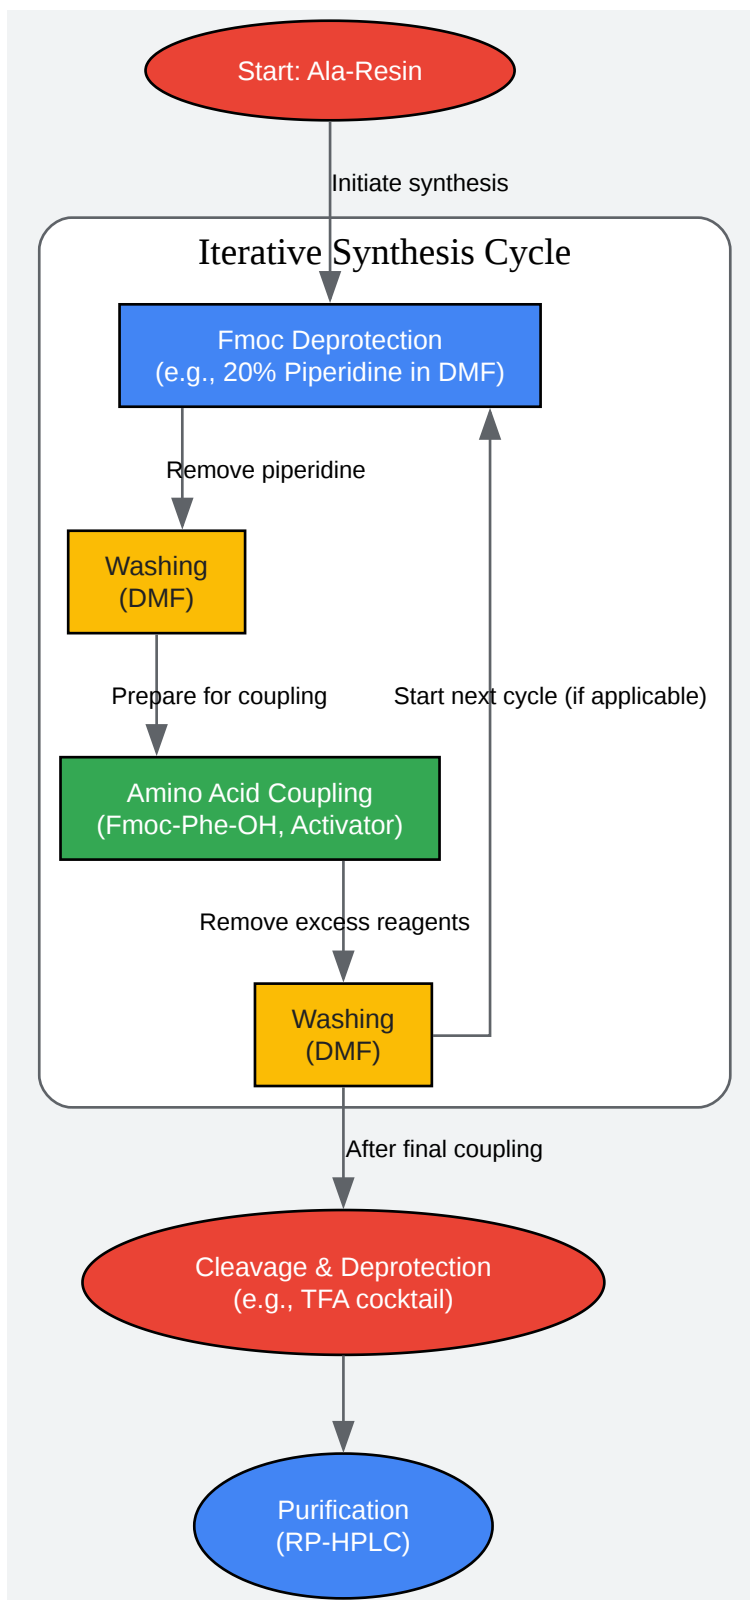 Start: Ala-Resin
Initiate synthesis
Iterative Synthesis Cycle
Fmoc Deprotection
(e.g., 20% Piperidine in DMF)
Remove piperidine
Washing
(DMF)
Prepare for coupling
Start next cycle (if applicable)
Amino Acid Coupling
(Fmoc-Phe-OH, Activator)
Remove excess reagents
Washing
(DMF)
After final coupling
Cleavage & Deprotection
(e.g., TFA cocktail)
Purification
(RP-HPLC)